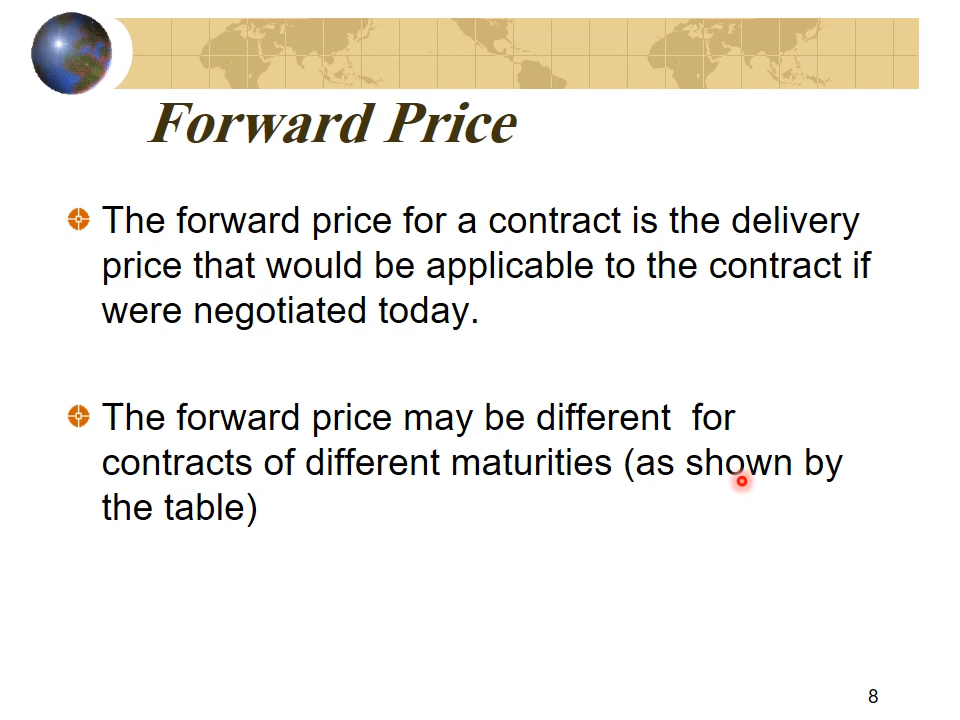 Forward Price
The forward price for a contract is the delivery
price that would be applicable to the contract if
were negotiated today.
The forward price may be different  for
contracts of different maturities (as shown by
the table)
8